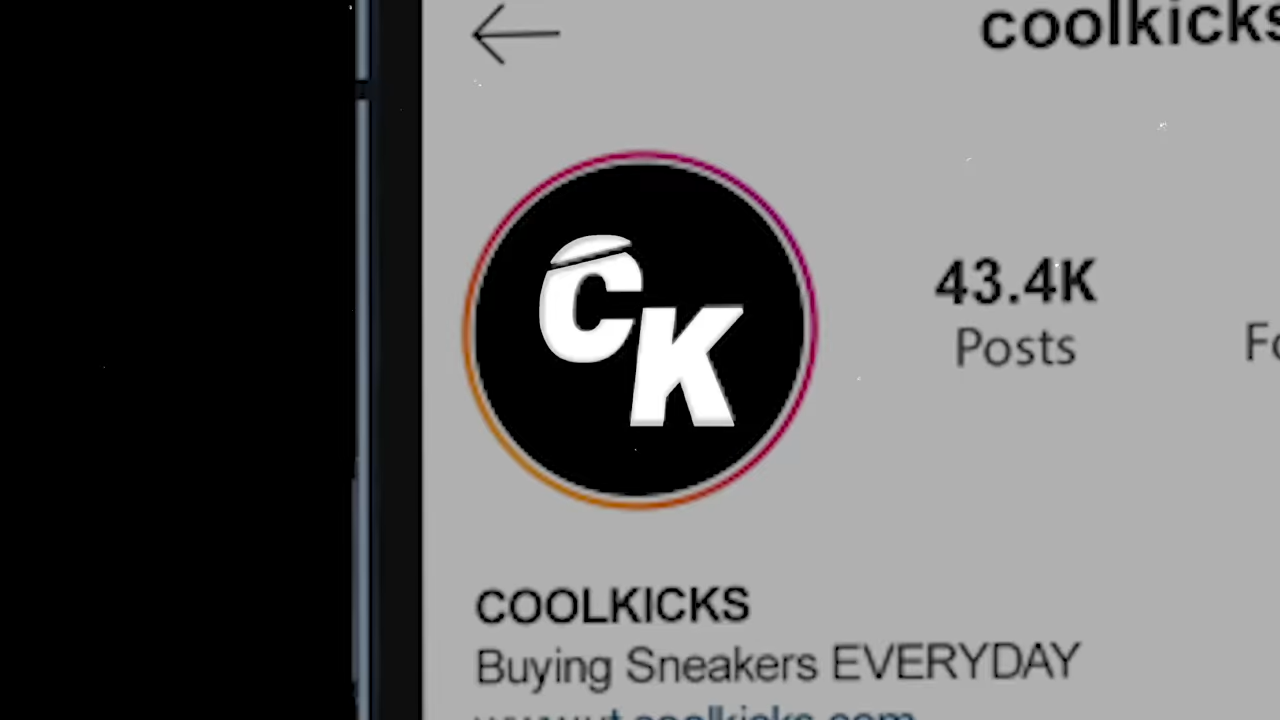 coolkicks
CK
43.4K
Posts
COOLKICKS
Buying Sneakers EVERYDAY